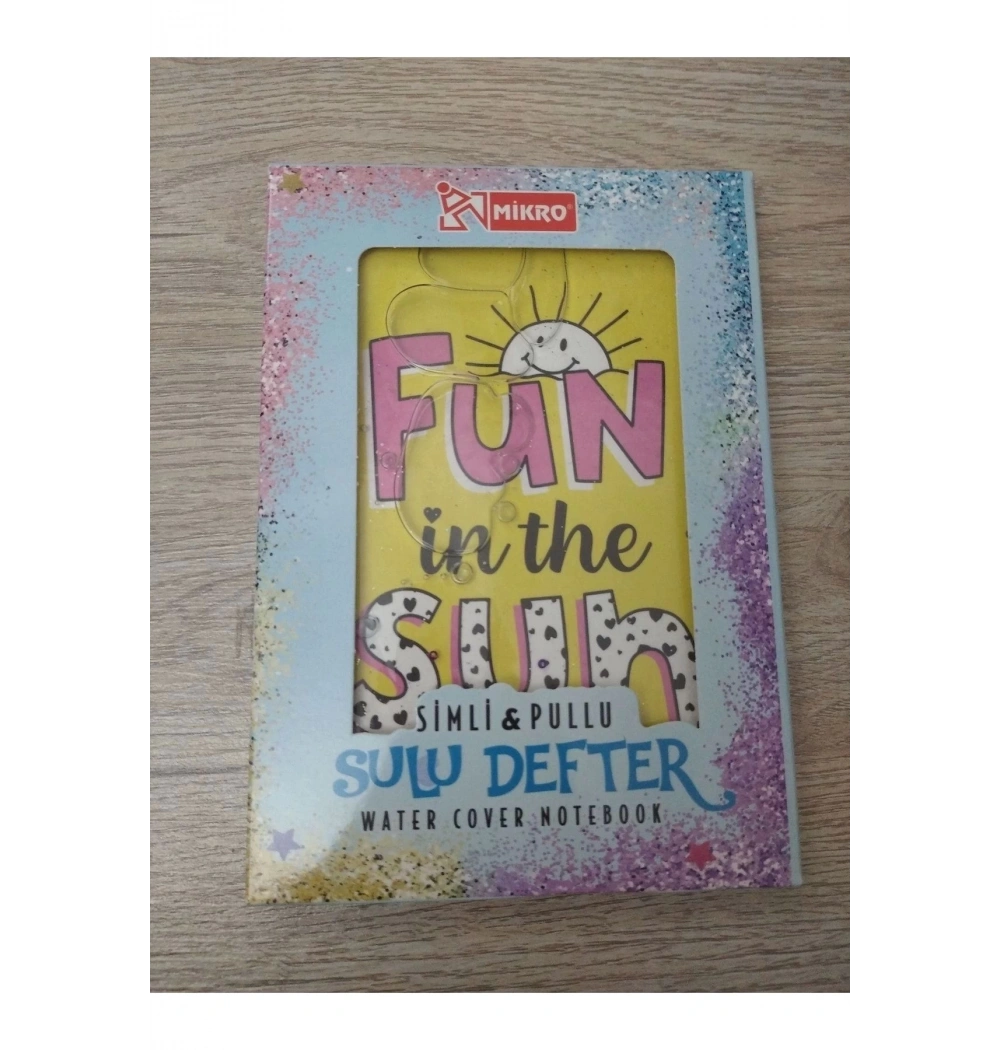 MİKRO
Fun
in the
sun
SİMLİ & PULLU
SULU DEFTER
WATER COVER NOTEBOOK